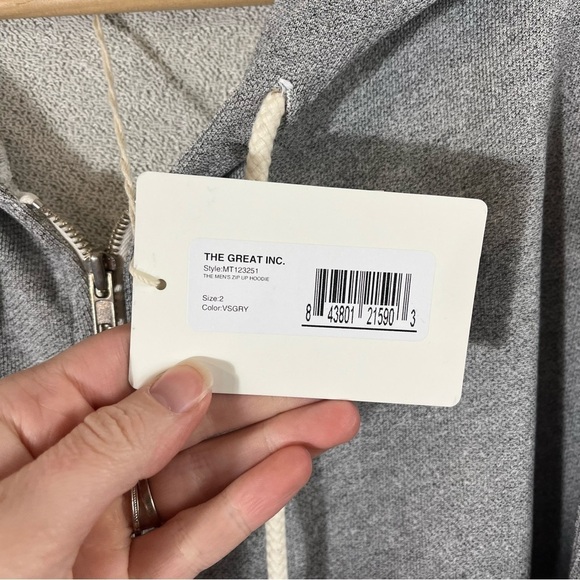 THE GREAT INC.
Style:MT123251
THE MEN'S ZIP UP HOODIE
Size:2
Color:VSGRY
8 43801 21590 3